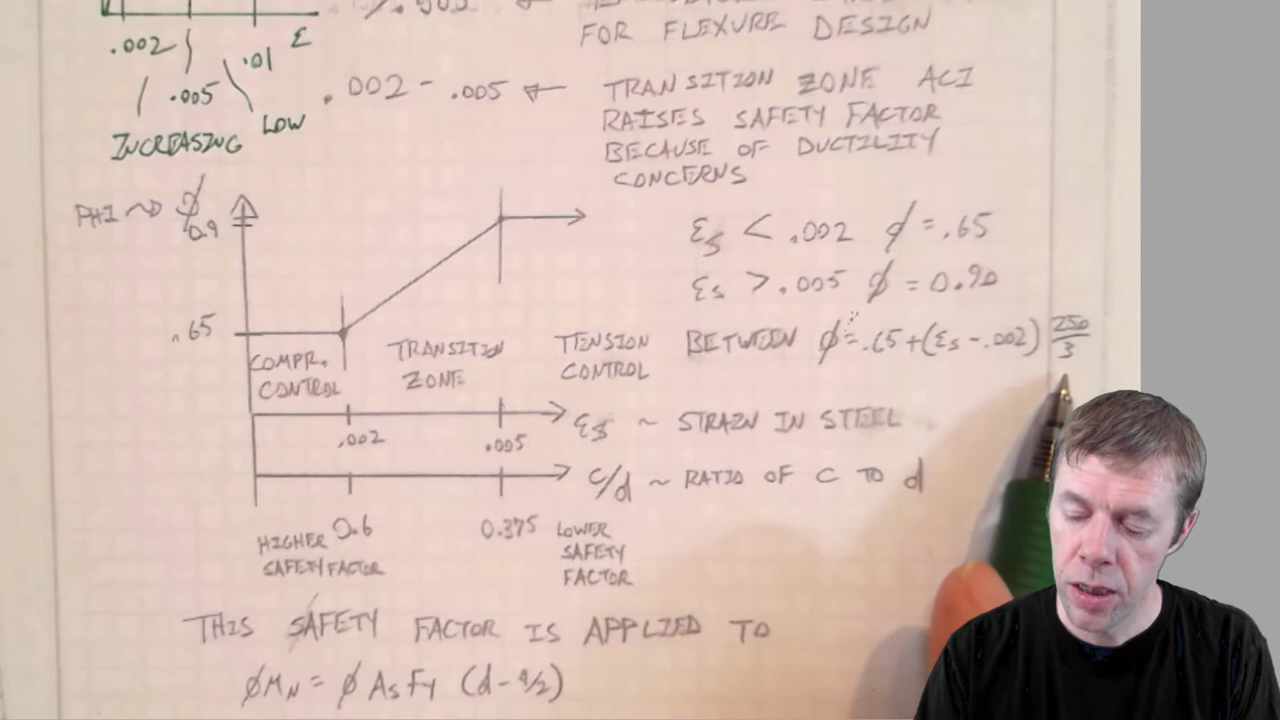 FOR FLEXURE DESIGN
.002
.005
.01
ε
INCREASING
LOW
.002 - .005 ← TRANSITION ZONE ACI
RAISES SAFETY FACTOR
BECAUSE OF DUCTILITY
CONCERNS
PHI ~> ϕ
0.9
.65
COMPR.
CONTROL
TRANSITION
ZONE
TENSION
CONTROL
εs < .002 ϕ = .65
εs > .005 ϕ = 0.90
BETWEEN ϕ = .65 + (εs - .002) 250/3
.002
.005
εs ~ STRAIN IN STEEL
c/d ~ RATIO OF C TO d
0.6
0.375
HIGHER
SAFETY FACTOR
LOWER
SAFETY
FACTOR
THIS SAFETY FACTOR IS APPLIED TO
ϕMN = ϕ As Fy (d - a/2)